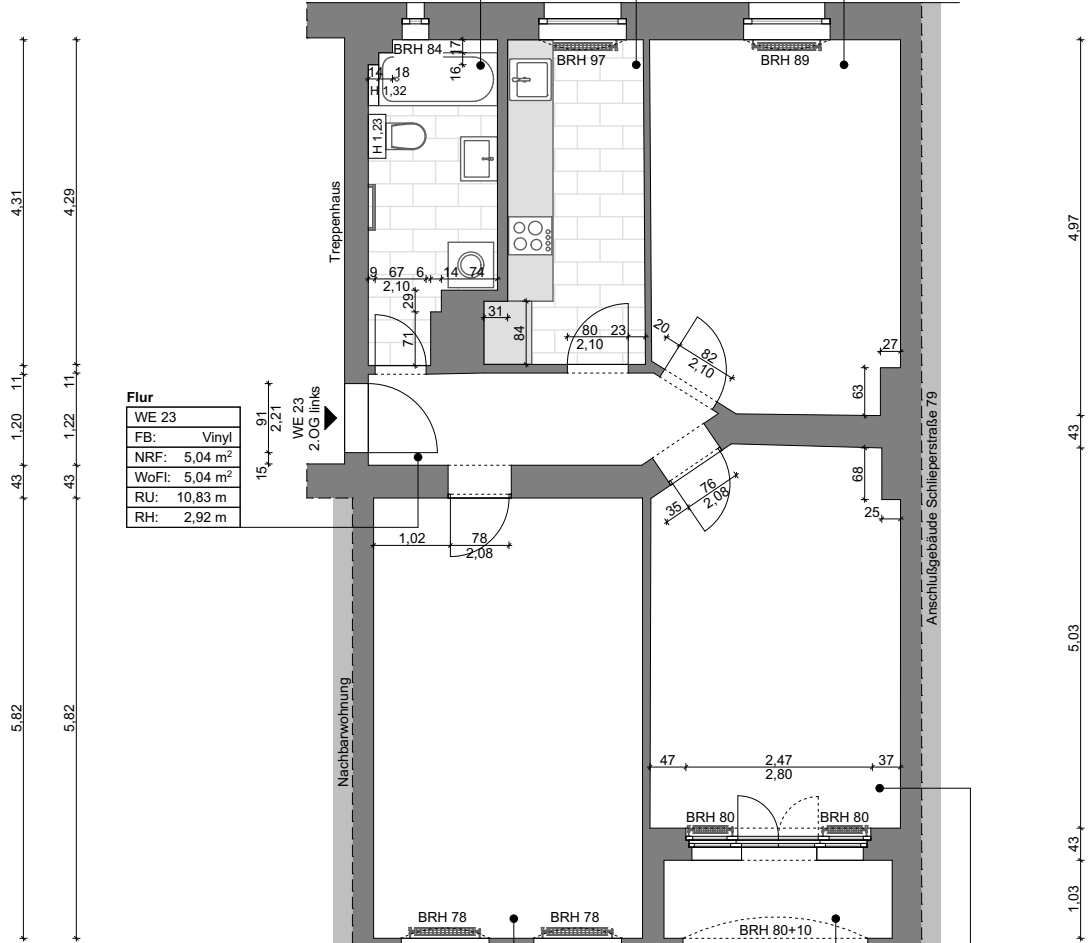 BRH 84
17
16
14
18
H 1,32
H 1,23
BRH 97
BRH 89
Treppenhaus
4,31
4,29
4,97
9
67
6
14
74
2,10
29
71
31
84
80
23
2,10
20
82
2,10
27
63
11
11
Flur
WE 23
FB: Vinyl
NRF: 5,04 m²
WoFl: 5,04 m²
RU: 10,83 m
RH: 2,92 m
1,20
1,22
43
43
91
2,21
15
WE 23
2.OG links
43
Anschlußgebäude Schlieperstraße 79
68
25
76
2,08
35
1,02
78
2,08
5,82
5,82
Nachbarwohnung
5,03
47
2,47
37
2,80
BRH 80
BRH 80
43
1,03
BRH 78
BRH 78
BRH 80+10